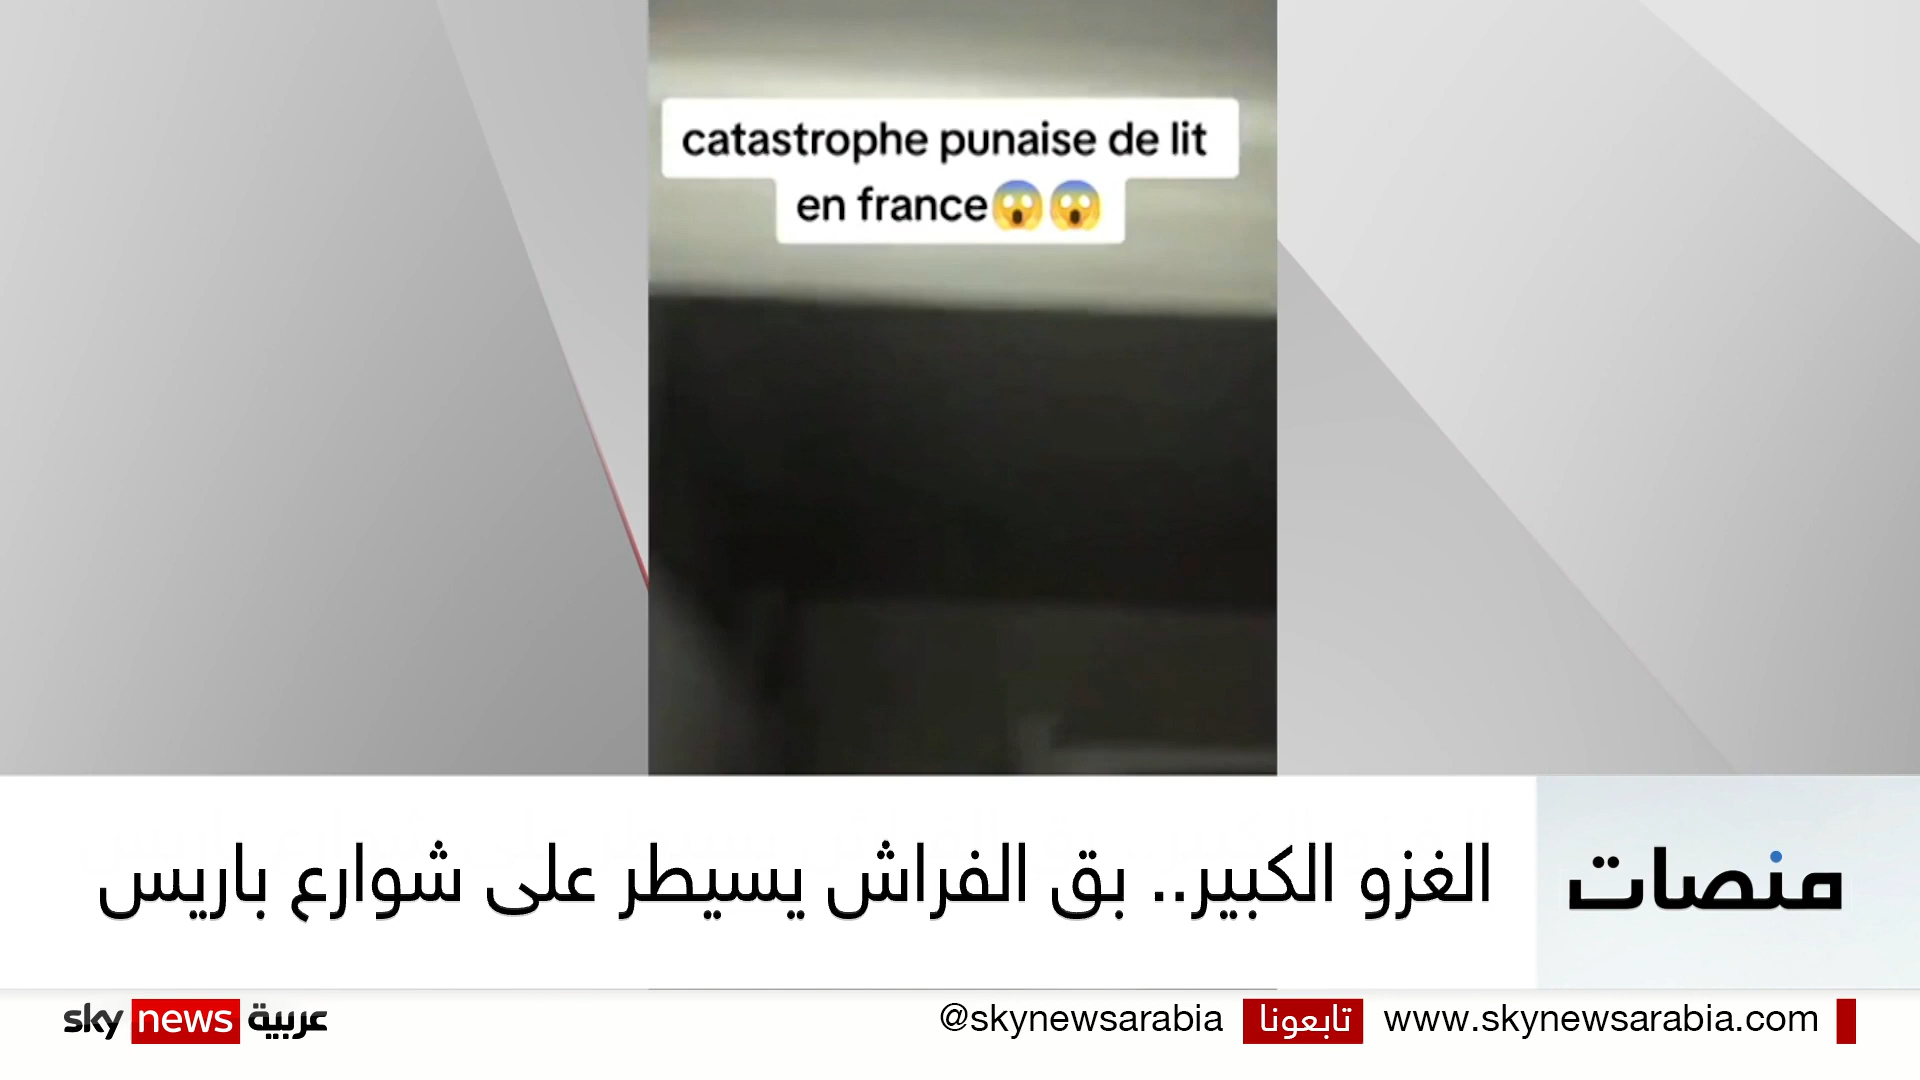 catastrophe punaise de lit
en france😱😱
الغزو الكبير.. بق الفراش يسيطر على شوارع باريس
منصات
sky news عربية
@skynewsarabia تابعونا www.skynewsarabia.com